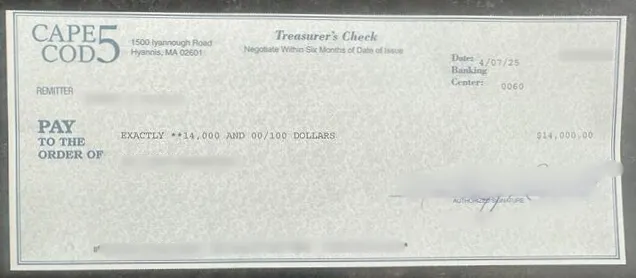 CAPE
COD 5
1500 Iyannough Road
Hyannis, MA 02601
Treasurer's Check
Negotiate Within Six Months of Date of Issue
Date: 4/07/25
Banking
Center: 0060
REMITTER
PAY
TO THE
ORDER OF
EXACTLY **14,000 AND 00/100 DOLLARS
$14,000.00
AUTHORIZED SIGNATURE